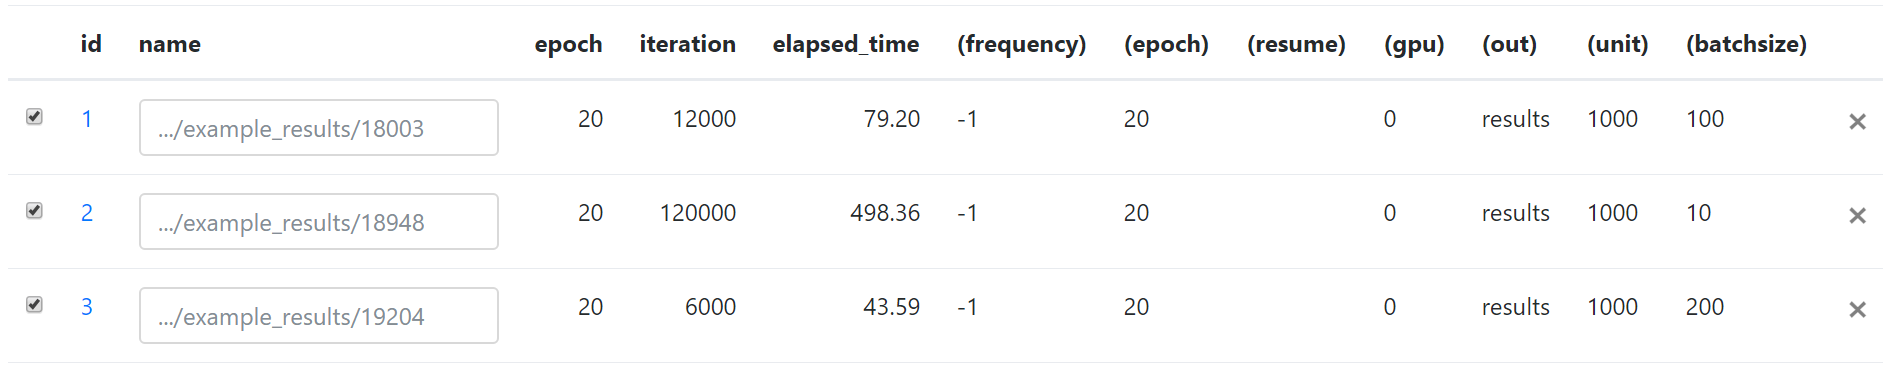 id name epoch iteration elapsed_time (frequency) (epoch) (resume) (gpu) (out) (unit) (batchsize)
1 .../example_results/18003 20 12000 79.20 -1 20 0 results 1000 100 ×
2 .../example_results/18948 20 120000 498.36 -1 20 0 results 1000 10 ×
3 .../example_results/19204 20 6000 43.59 -1 20 0 results 1000 200 ×